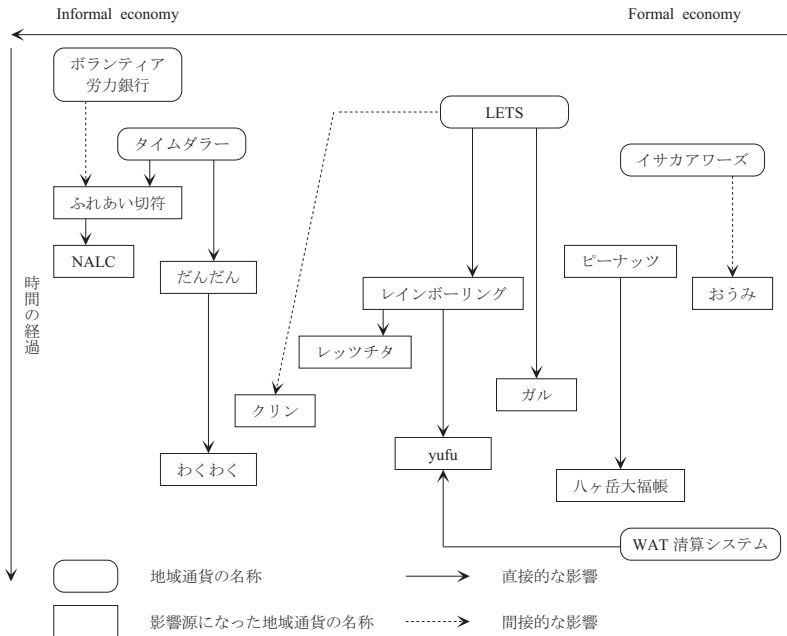 Informal economy
Formal economy
ボランティア
労力銀行
LETS
タイムダラー
イサカアワーズ
ふれあい切符
NALC
だんだん
ピーナッツ
レインボーリング
おうみ
時間の経過
レッツチタ
ガル
クリン
yufu
わくわく
八ヶ岳大福帳
WAT 清算システム
地域通貨の名称
直接的な影響
影響源になった地域通貨の名称
間接的な影響